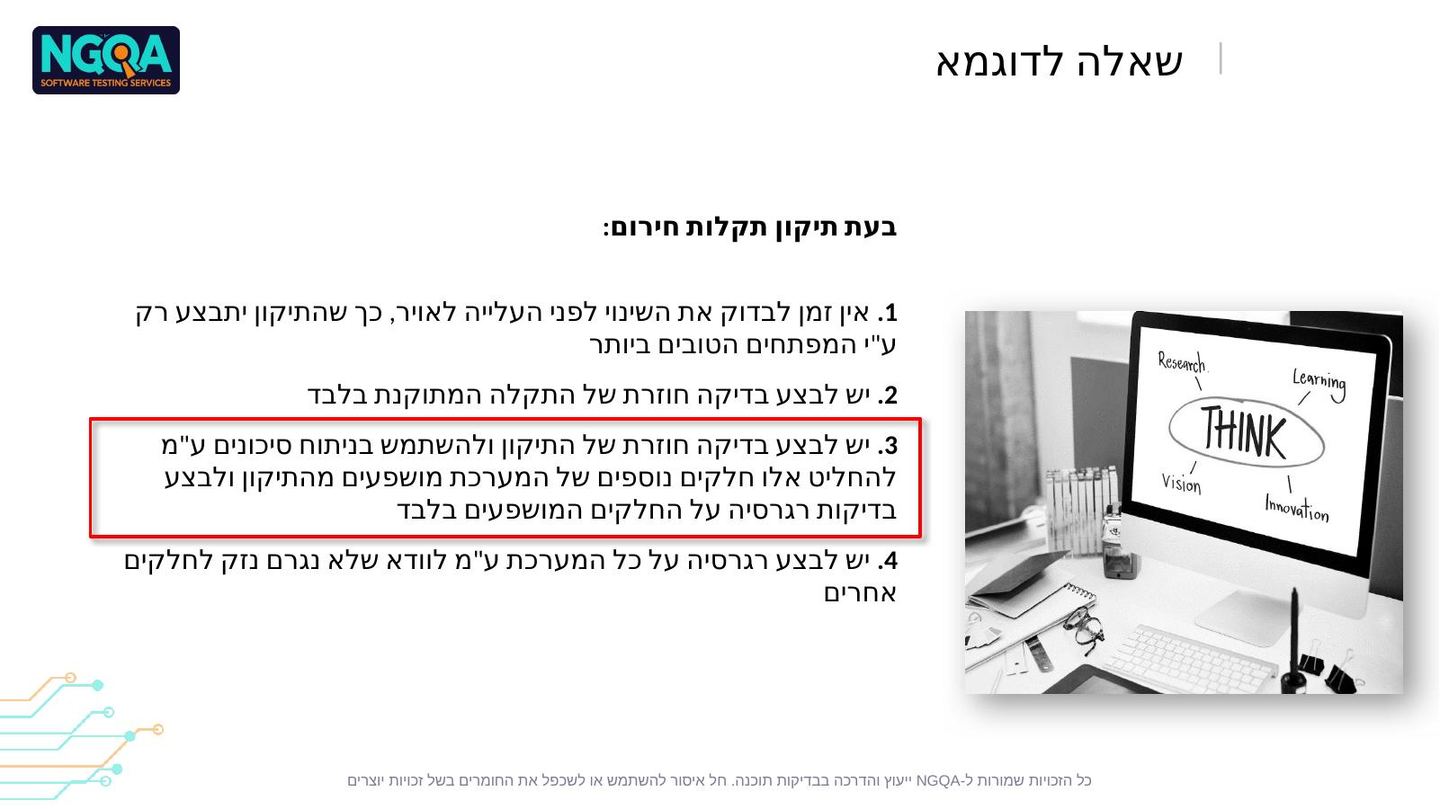 NGQA
SOFTWARE TESTING SERVICES
שאלה לדוגמא
בעת תיקון תקלות חירום:
1. אין זמן לבדוק את השינוי לפני העלייה לאויר, כך שהתיקון יתבצע רק
ע"י המפתחים הטובים ביותר
2. יש לבצע בדיקה חוזרת של התקלה המתוקנת בלבד
3. יש לבצע בדיקה חוזרת של התיקון ולהשתמש בניתוח סיכונים ע"מ
להחליט אלו חלקים נוספים של המערכת מושפעים מהתיקון ולבצע
בדיקות רגרסיה על החלקים המושפעים בלבד
4. יש לבצע רגרסיה על כל המערכת ע"מ לוודא שלא נגרם נזק לחלקים
אחרים
Research
Learning
THINK
Vision
Innovation
כל הזכויות שמורות ל-NGQA ייעוץ והדרכה בבדיקות תוכנה. חל איסור להשתמש או לשכפל את החומרים בשל זכויות יוצרים